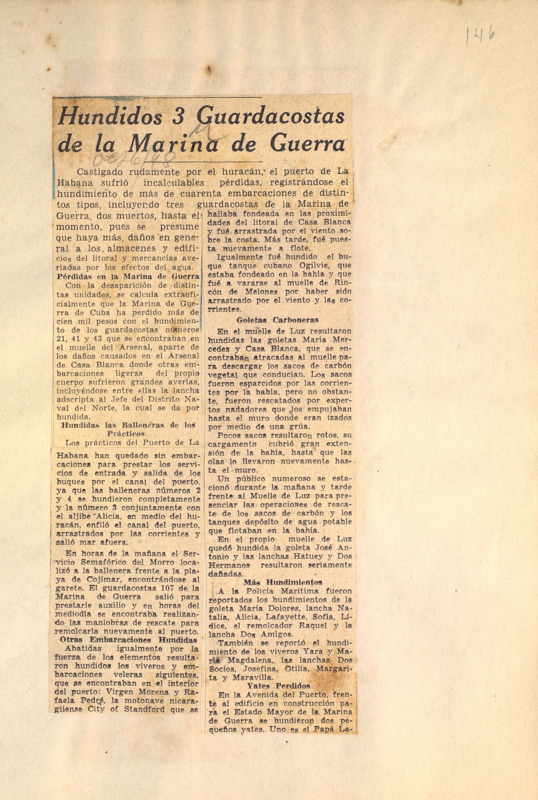 146
Hundidos 3 Guardacostas
de la Marina de Guerra
Castigado rudamente por el huracán, el puerto de La
Habana sufrió incalculables pérdidas, registrándose el
hundimiento de más de cuarenta embarcaciones de distin-
tos tipos, incluyendo tres guardacostas de la Marina de
Guerra, dos muertos, hasta el
momento, pues se presume
que haya más, daños en gene-
ral a los almacenes y edifi-
cios del litoral y mercancías ave-
riadas por los efectos del agua.
Pérdidas en la Marina de Guerra
Con la desaparición de distin-
tas unidades, se calcula extraofi-
cialmente que la Marina de Gue-
rra de Cuba ha perdido más de
cien mil pesos con el hundimien-
to de los guardacostas números
21, 41 y 43 que se encontraban en
el muelle del Arsenal, aparte de
los daños causados en el Arsenal
de Casa Blanca donde otras em-
barcaciones ligeras del propio
cuerpo sufrieron grandes averías,
incluyéndose entre ellas la lancha
adscripta al Jefe del Distrito Na-
val del Norte, la cual se da por
hundida.
Hundidas las Balleneras de los
Prácticos
Los prácticos del Puerto de La
Habana han quedado sin embar-
caciones para prestar los servi-
cios de entrada y salida de los
buques por el canal del puerto,
ya que las balleneras números 2
y 4 se hundieron completamente
y la número 3 conjuntamente con
el aljibe Alicia, en medio del hu-
racán, enfiló el canal del puerto,
arrastrados por las corrientes y
salió mar afuera.
En horas de la mañana el Ser-
vicio Semafórico del Morro loca-
lizó a la ballenera frente a la pla-
ya de Cojimar, encontrándose al
garete. El guardacostas 107 de la
Marina de Guerra salió para
prestarle auxilio y en horas del
mediodía se encontraba realizan-
do las maniobras de rescate para
remolcarla nuevamente al puerto.
Otras Embarcaciones Hundidas
Abatidas igualmente por la
fuerza de los elementos resulta-
ron hundidos los viveros y em-
barcaciones veleras siguientes,
que se encontraban en el interior
del puerto: Virgen Morena y Ra-
faela Pedré, la motonave nicara-
güense City of Standford que se
hallaba fondeada en las proximi-
dades del litoral de Casa Blanca
y fué arrastrada por el viento so-
bre la costa. Más tarde, fué pues-
ta nuevamente a flote.
Igualmente fué hundido el bu-
que tanque cubano Ogilvie, que
estaba fondeado en la bahía y que
fué a vararse al muelle de Rin-
cón de Melones por haber sido
arrastrado por el viento y las co-
rrientes.
Goletas Carboneras
En el muelle de Luz resultaron
hundidas las goletas María Mer-
cedes y Casa Blanca, que se en-
contraban atracadas al muelle pa-
ra descargar los sacos de carbón
vegetal que conducían. Los sacos
fueron esparcidos por las corrientes
por la bahía, pero no obstan-
te, fueron rescatados por exper-
tos nadadores que los empujaban
hasta el muro donde eran izados
por medio de una grúa.
Pocos sacos resultaron rotos, su
cargamento cubrió gran exten-
sión de la bahía, hasta que las
olas lo llevaron nuevamente has-
ta el muro.
Un público numeroso se esta-
cionó durante la mañana y tarde
frente al Muelle de Luz para pre-
senciar las operaciones de resca-
te de los sacos de carbón y los
tanques depósito de agua potable
que flotaban en la bahía.
En el propio muelle de Luz
quedó hundida la goleta José An-
tonio y las lanchas Hatuey y Dos
Hermanos resultaron seriamente
dañadas.
Más Hundimientos
A la Policía Marítima fueron
reportados los hundimientos de la
goleta María Dolores, lancha Na-
talia, Alicia, Lafayette, Sofía, Lí-
dice, el remolcador Raquel y la
lancha Dos Amigos.
También se reportó el hundi-
miento de los viveros Yara y Ma-
ría Magdalena, las lanchas Dos
Socios, Josefina, Otilia, Margari-
ta y Maravilla.
Yates Perdidos
En la Avenida del Puerto, fren-
te al edificio en construcción pa-
ra el Estado Mayor de la Marina
de Guerra se hundieron dos pe-
queños yates. Uno es el Papá La-